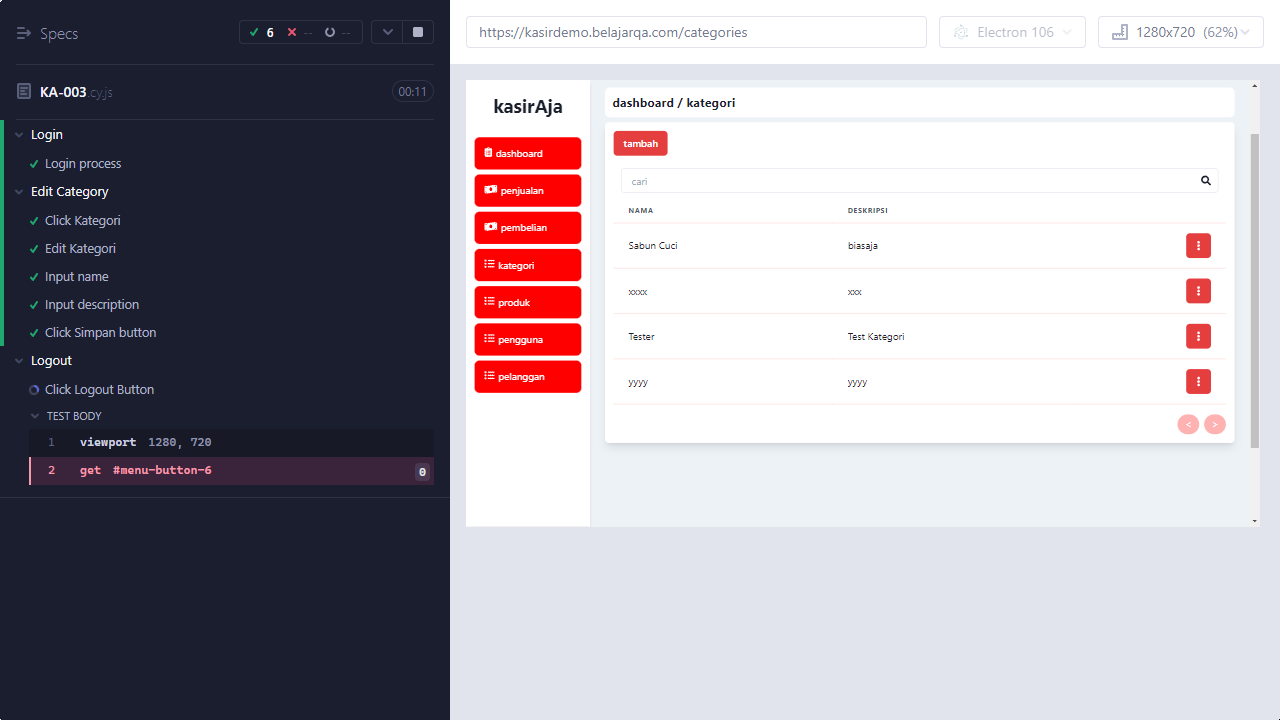 Specs
6
--
--
KA-003.cy.js
00:11
Login
Login process
Edit Category
Click Kategori
Edit Kategori
Input name
Input description
Click Simpan button
Logout
Click Logout Button
TEST BODY
1 viewport 1280, 720
2 get #menu-button-6 0
https://kasirdemo.belajarqa.com/categories
Electron 106
1280x720 (62%)
kasirAja
dashboard
penjualan
pembelian
kategori
produk
pengguna
pelanggan
dashboard / kategori
tambah
cari
NAMA DESKRIPSI
Sabun Cuci biasaja
xxxx xxx
Tester Test Kategori
yyyy yyyy
< >